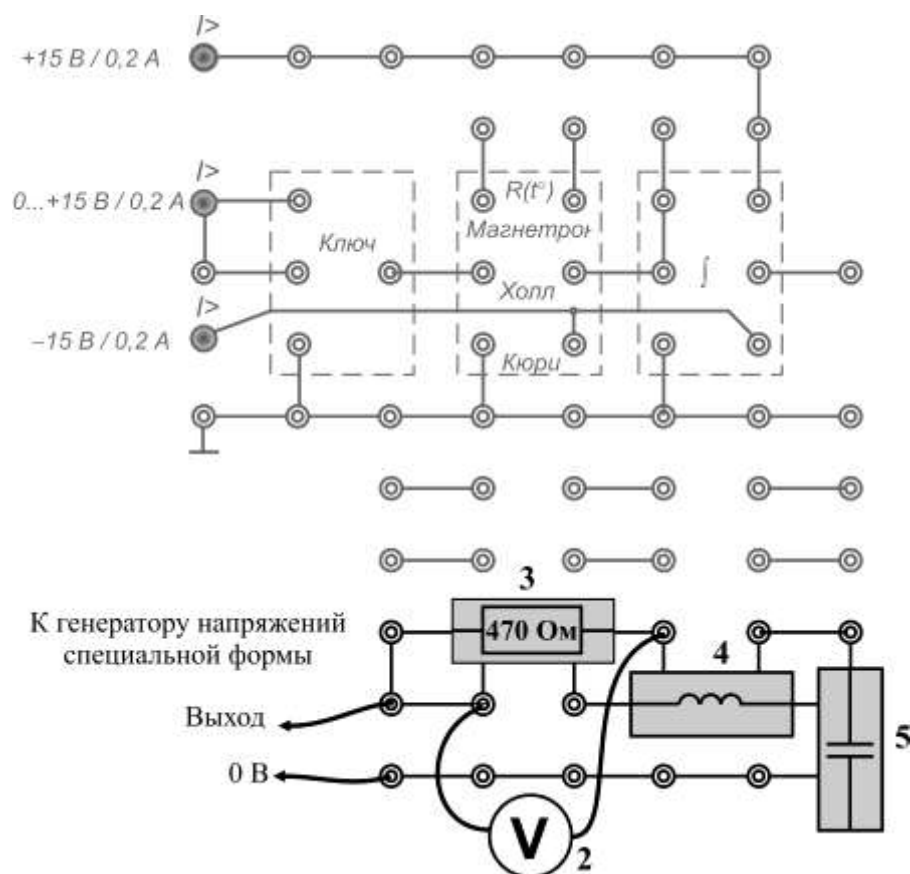 I>
+15 В / 0,2 А
I>
0...+15 В / 0,2 А
R(t°)
Ключ
Магнетрон
∫
Холл
I>
–15 В / 0,2 А
Кюри
3
К генератору напряжений
специальной формы
470 Ом
4
Выход
5
0 В
V
2